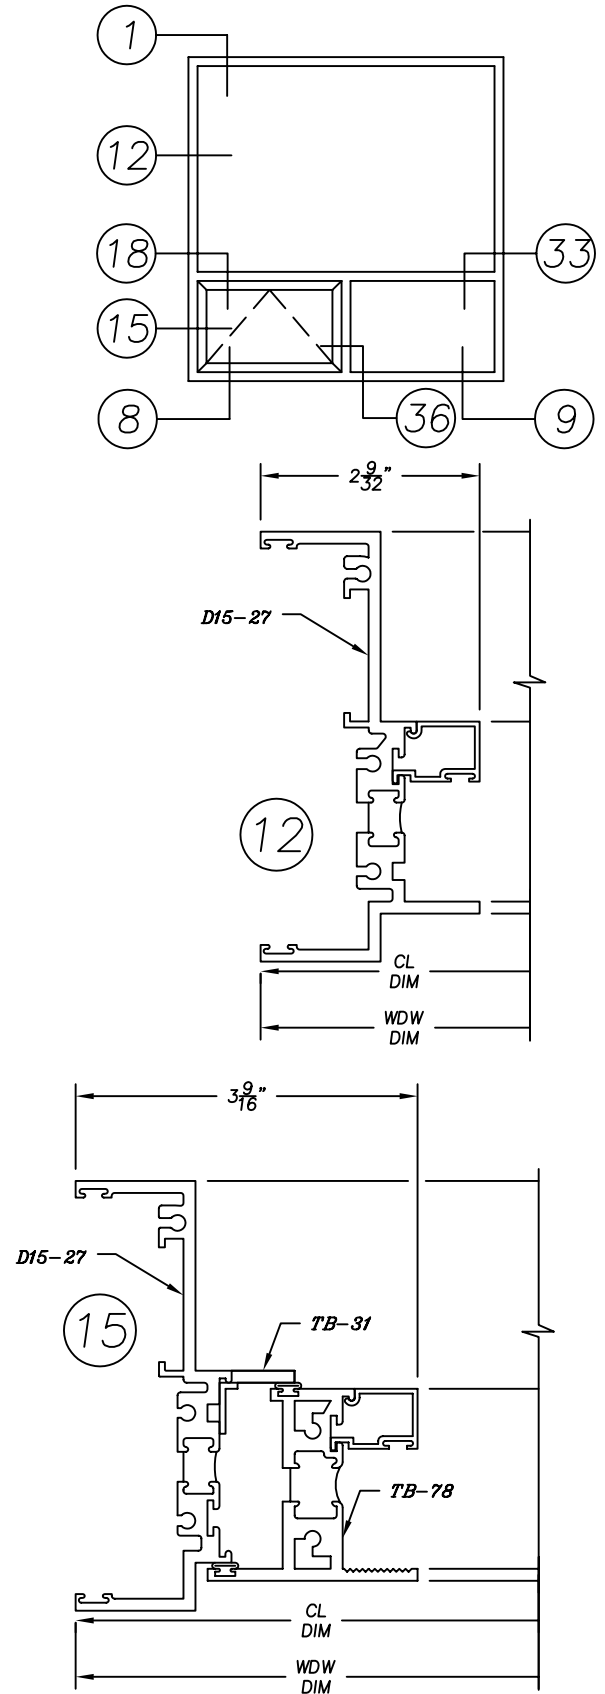 1
12
18
33
15
8
36
9
2 9/32"
D15-27
12
CL
DIM
WDW
DIM
3 9/16"
D15-27
15
TB-31
TB-78
CL
DIM
WDW
DIM